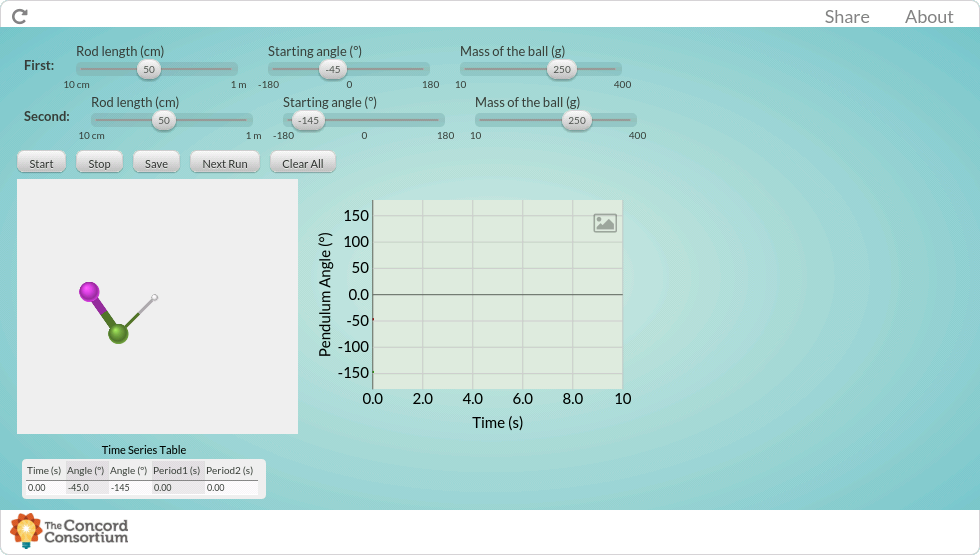 Share About
Rod length (cm) Starting angle (°) Mass of the ball (g)
First: 50 -45 250
10 cm 1 m -180 0 180 10 400
Rod length (cm) Starting angle (°) Mass of the ball (g)
Second: 50 -145 250
10 cm 1 m -180 0 180 10 400
Start Stop Save Next Run Clear All
150
100
50
0.0
-50
-100
-150
Pendulum Angle (°)
0.0 2.0 4.0 6.0 8.0 10
Time (s)
Time Series Table
Time (s) Angle (°) Angle (°) Period1 (s) Period2 (s)
0.00 -45.0 -145 0.00 0.00
The Concord
Consortium